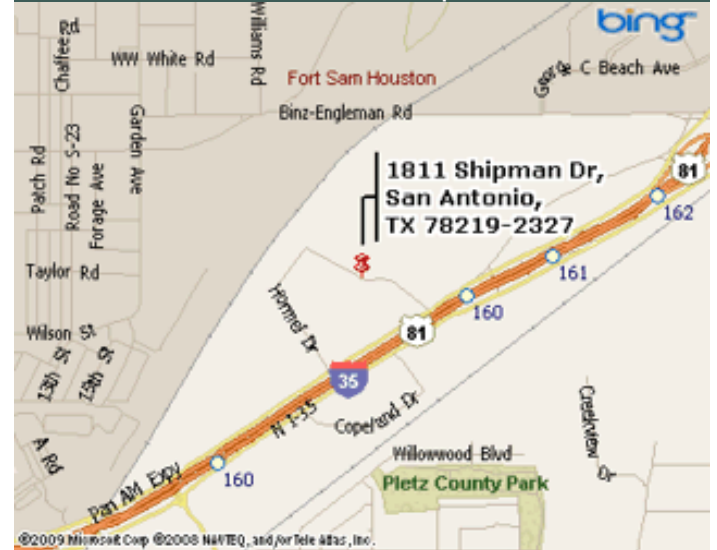 bing
Rd
Chaffee
WW White Rd
Williams Rd
Fort Sam Houston
George C Beach Ave
Binz-Engleman Rd
Patch Rd
Road No S-23
Forage Ave
Garden Ave
1811 Shipman Dr,
San Antonio,
TX 78219-2327
81
162
161
160
Taylor Rd
Hormel Dr
81
Wilson St
13th St
15th St
35
N I-35
Copeland Dr
Creekview Dr
A Rd
Pan AM Expy
160
Willowwood Blvd
Pletz County Park
©2009 Microsoft Corp ©2008 NAVTEQ, and/or Tele Atlas, Inc.